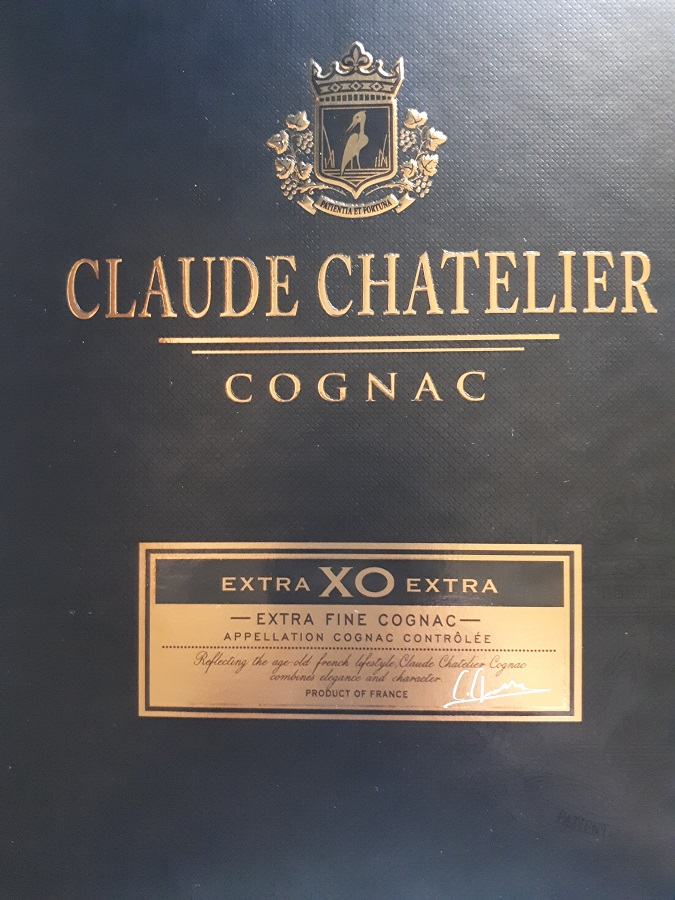 PATIENTIA ET FORTUNA
CLAUDE CHATELIER
COGNAC
EXTRA XO EXTRA
— EXTRA FINE COGNAC —
APPELLATION COGNAC CONTRÔLÉE
Reflecting the age-old french lifestyle, Claude Chatelier Cognac
combines elegance and character.
PRODUCT OF FRANCE